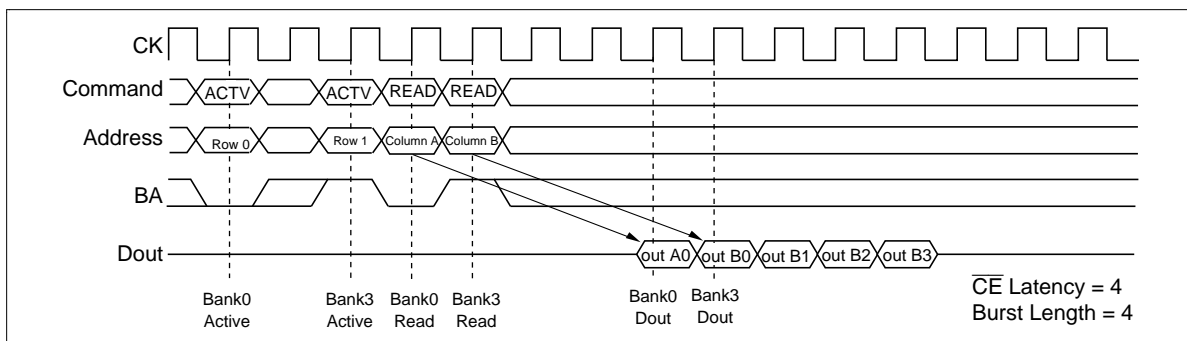 CK
Command ACTV ACTV READ READ
Address Row 0 Row 1 Column A Column B
BA
Dout out A0 out B0 out B1 out B2 out B3
Bank0 Active
Bank3 Active
Bank0 Read
Bank3 Read
Bank0 Dout
Bank3 Dout
CE Latency = 4
Burst Length = 4